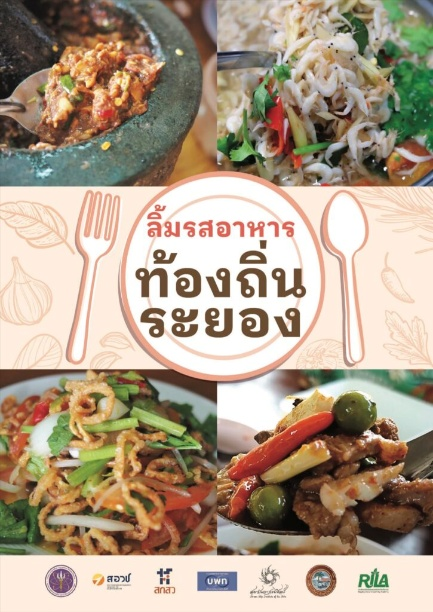 ลิ้มรสอาหาร
ท้องถิ่น
ระยอง
สอวช
สกสว
บพท
RILA